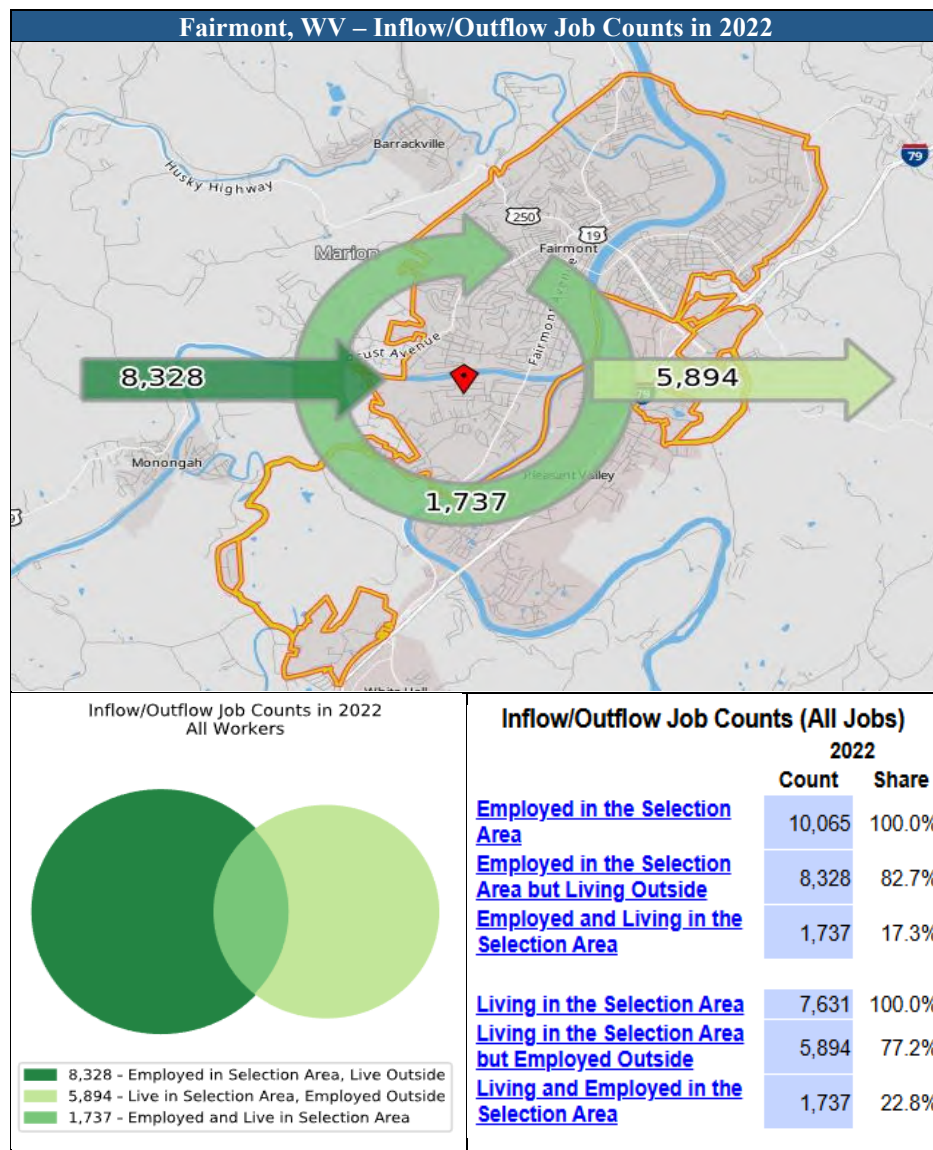 Fairmont, WV – Inflow/Outflow Job Counts in 2022
Barrackville
79
Husky Highway
250
19
Marion
Fairmont
Fairmont Avenue
Locust Avenue
8,328
5,894
79
Monongah
Pleasant Valley
1,737
White Hall
Inflow/Outflow Job Counts in 2022
All Workers
8,328 - Employed in Selection Area, Live Outside
5,894 - Live in Selection Area, Employed Outside
1,737 - Employed and Live in Selection Area
Inflow/Outflow Job Counts (All Jobs)
2022
Count Share
Employed in the Selection
Area
10,065 100.0%
Employed in the Selection
Area but Living Outside
8,328 82.7%
Employed and Living in the
Selection Area
1,737 17.3%
Living in the Selection Area 7,631 100.0%
Living in the Selection Area
but Employed Outside
5,894 77.2%
Living and Employed in the
Selection Area
1,737 22.8%